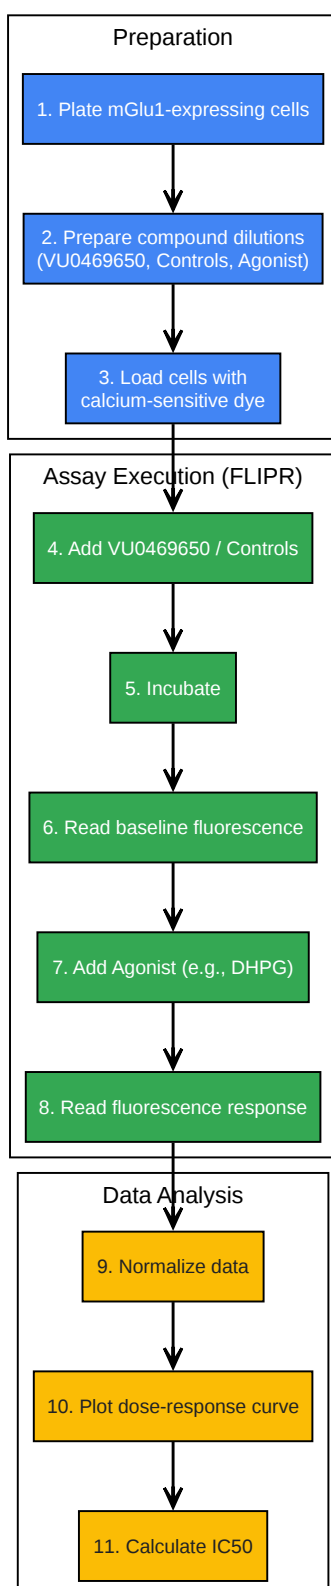 Preparation
1. Plate mGlu1-expressing cells
2. Prepare compound dilutions
(VU0469650, Controls, Agonist)
3. Load cells with
calcium-sensitive dye
Assay Execution (FLIPR)
4. Add VU0469650 / Controls
5. Incubate
6. Read baseline fluorescence
7. Add Agonist (e.g., DHPG)
8. Read fluorescence response
Data Analysis
9. Normalize data
10. Plot dose-response curve
11. Calculate IC50